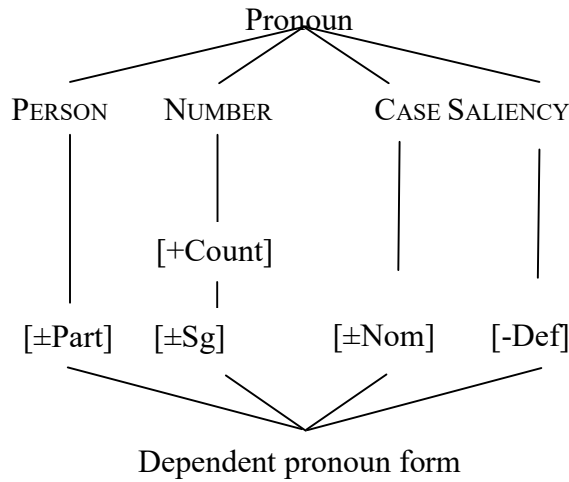 Pronoun
PERSON NUMBER CASE SALIENCY
[+Count]
[±Part] [±Sg] [±Nom] [-Def]
Dependent pronoun form